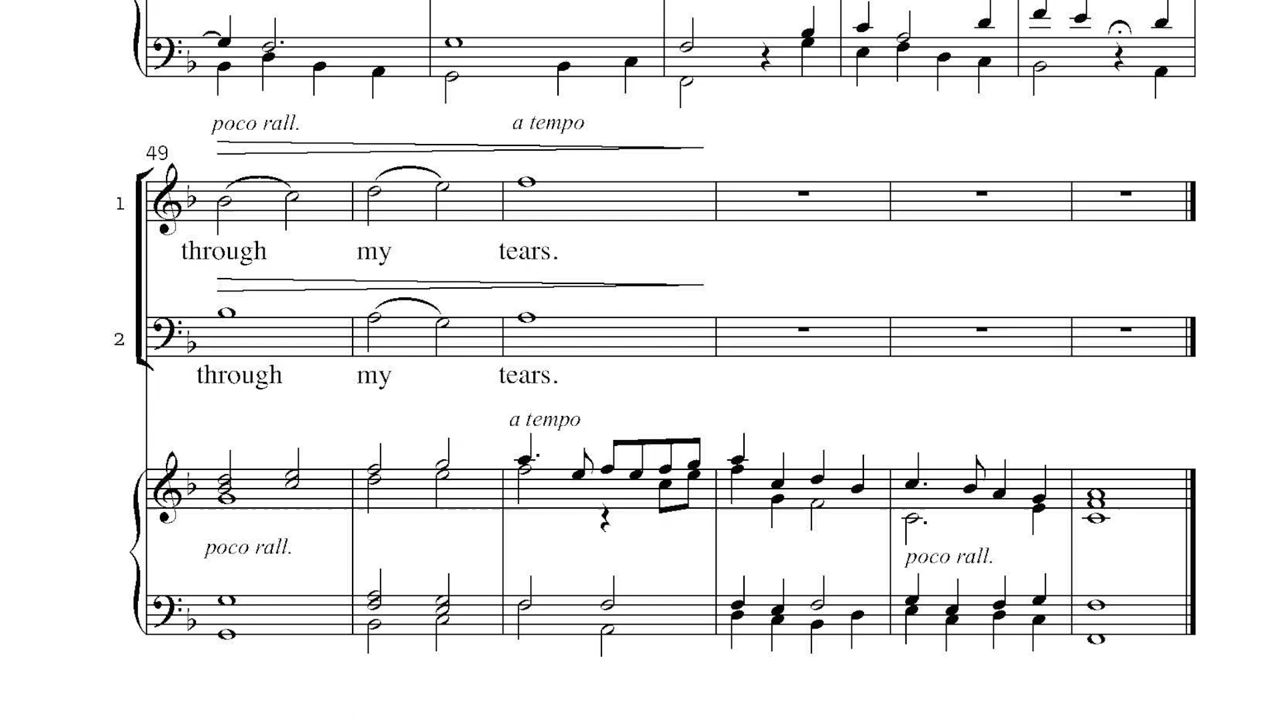 poco rall. a tempo
49
1
through my tears.
2
through my tears.
a tempo
poco rall. poco rall.